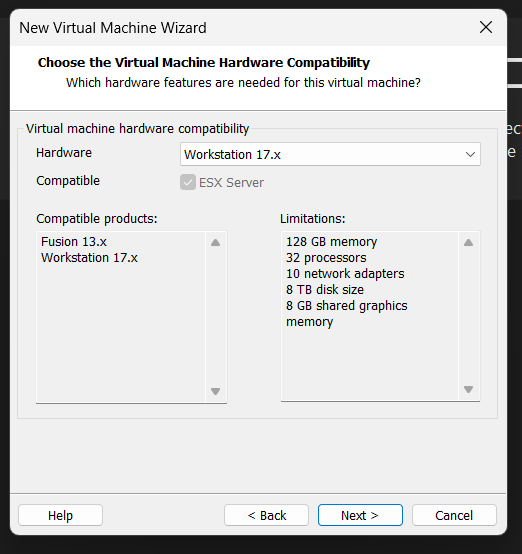 New Virtual Machine Wizard
Choose the Virtual Machine Hardware Compatibility
Which hardware features are needed for this virtual machine?
Virtual machine hardware compatibility
Hardware
Workstation 17.x
Compatible
ESX Server
Compatible products:
Fusion 13.x
Workstation 17.x
Limitations:
128 GB memory
32 processors
10 network adapters
8 TB disk size
8 GB shared graphics
memory
Help
< Back
Next >
Cancel